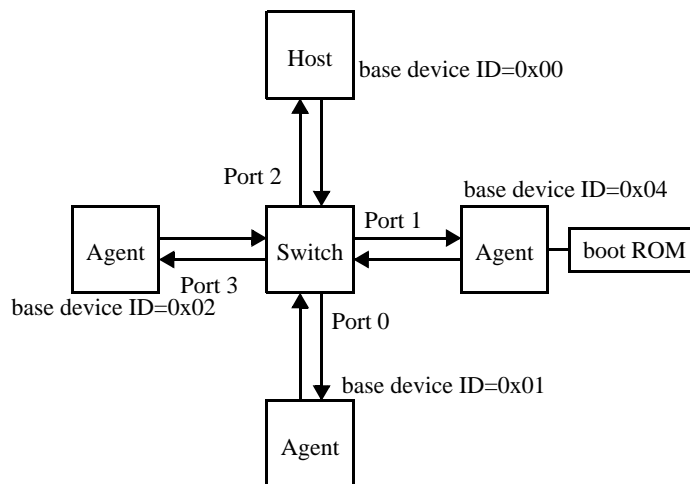 Host
base device ID=0x00
Port 2
base device ID=0x04
Agent
Switch
Port 1
Agent
boot ROM
Port 3
base device ID=0x02
Port 0
base device ID=0x01
Agent